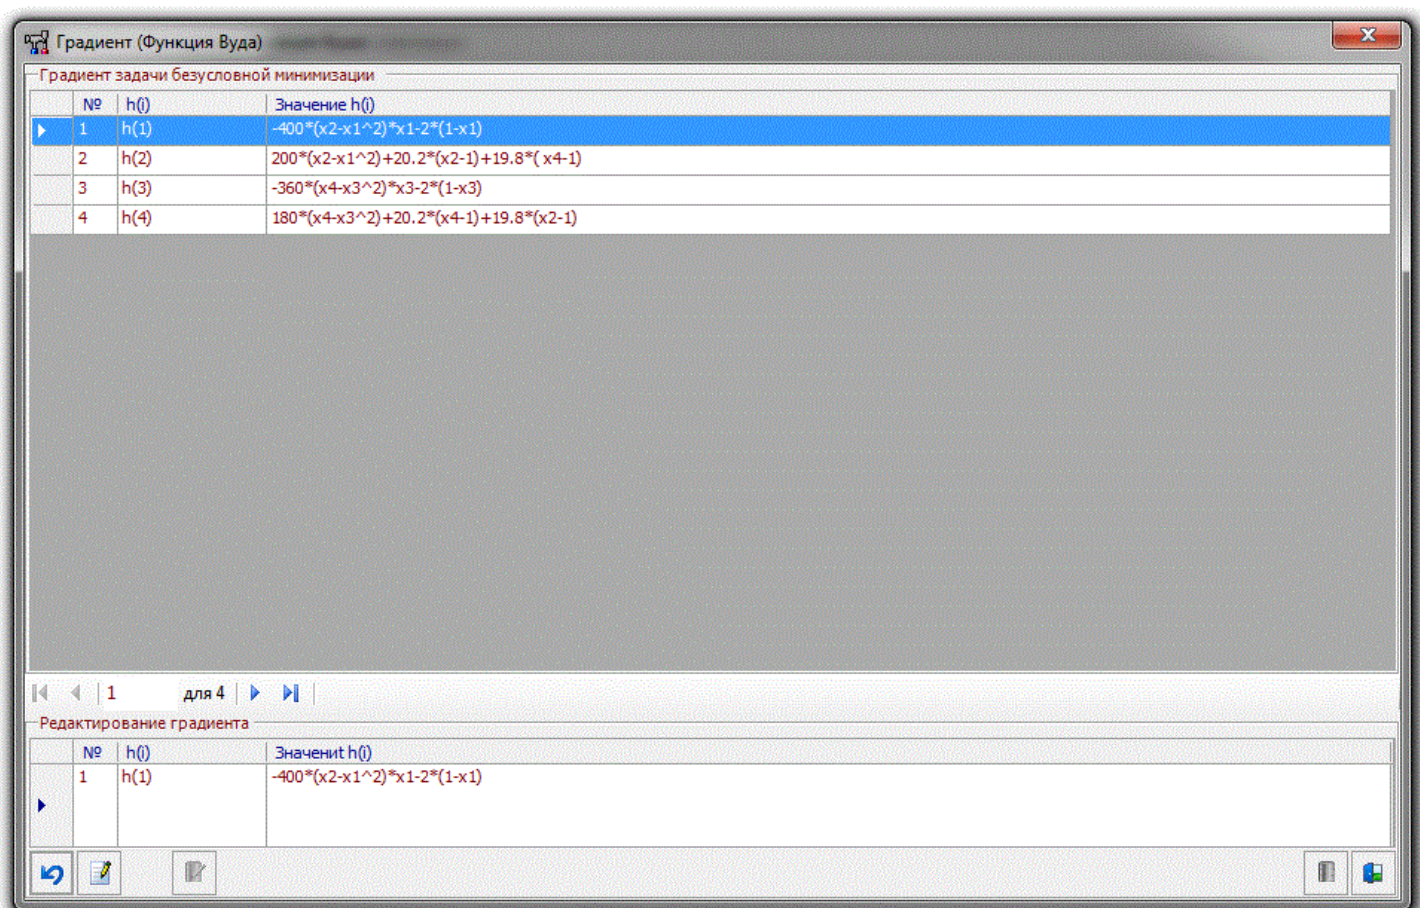 Градиент (Функция Вуда)
Градиент задачи безусловной минимизации
№ h(i) Значение h(i)
1 h(1) -400*(x2-x1^2)*x1-2*(1-x1)
2 h(2) 200*(x2-x1^2)+20.2*(x2-1)+19.8*( x4-1)
3 h(3) -360*(x4-x3^2)*x3-2*(1-x3)
4 h(4) 180*(x4-x3^2)+20.2*(x4-1)+19.8*(x2-1)
1 для 4
Редактирование градиента
№ h(i) Значениt h(i)
1 h(1) -400*(x2-x1^2)*x1-2*(1-x1)